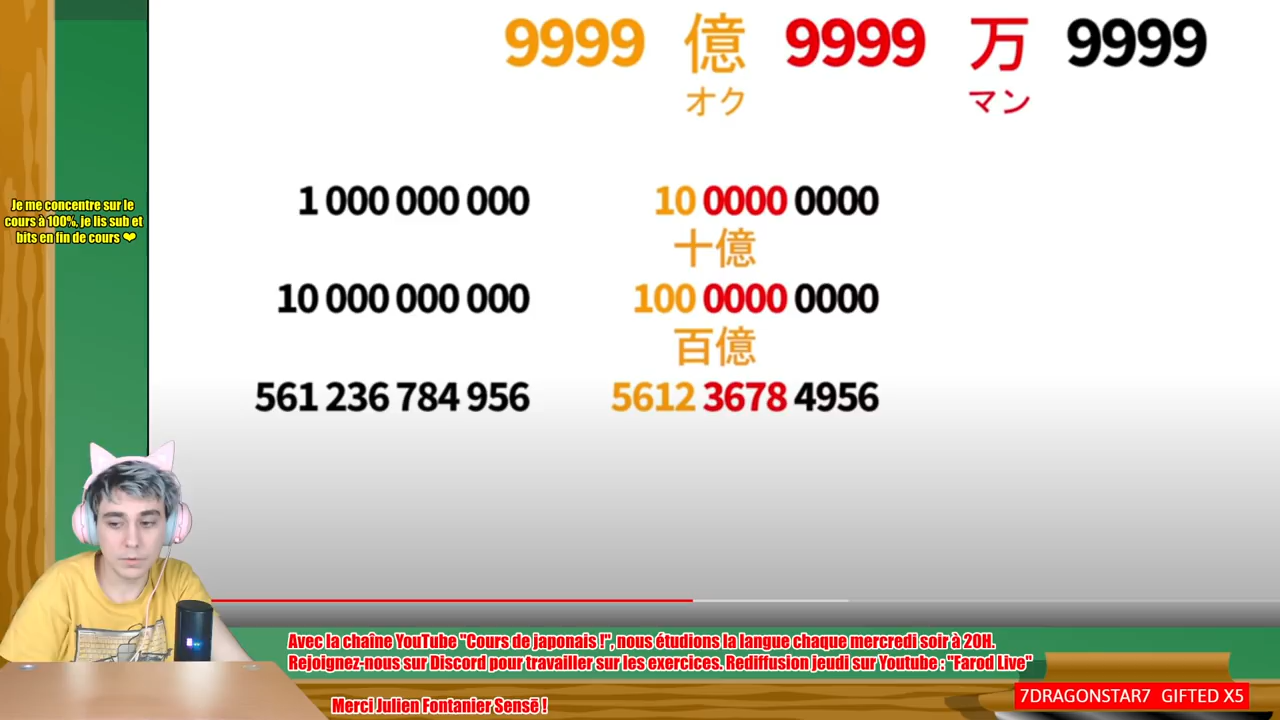 9999 億 9999 万 9999
オク マン
1 000 000 000 10 0000 0000
十億
10 000 000 000 100 0000 0000
百億
561 236 784 956 5612 3678 4956
Je me concentre sur le
cours à 100%, je lis sub et
bits en fin de cours ❤
Avec la chaîne YouTube "Cours de japonais !", nous étudions la langue chaque mercredi soir à 20H.
Rejoignez-nous sur Discord pour travailler sur les exercices. Rediffusion jeudi sur Youtube : "Farod Live"
Merci Julien Fontanier Sensē !
7DRAGONSTAR7 GIFTED X5